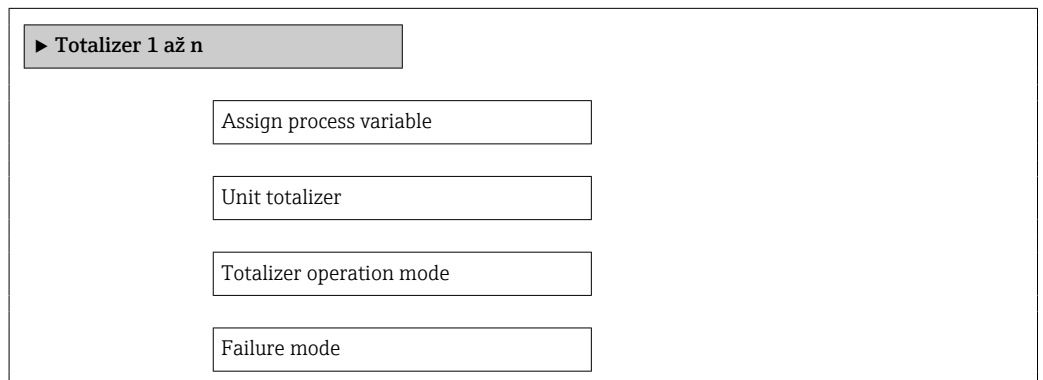 ▶ Totalizer 1 až n
Assign process variable
Unit totalizer
Totalizer operation mode
Failure mode